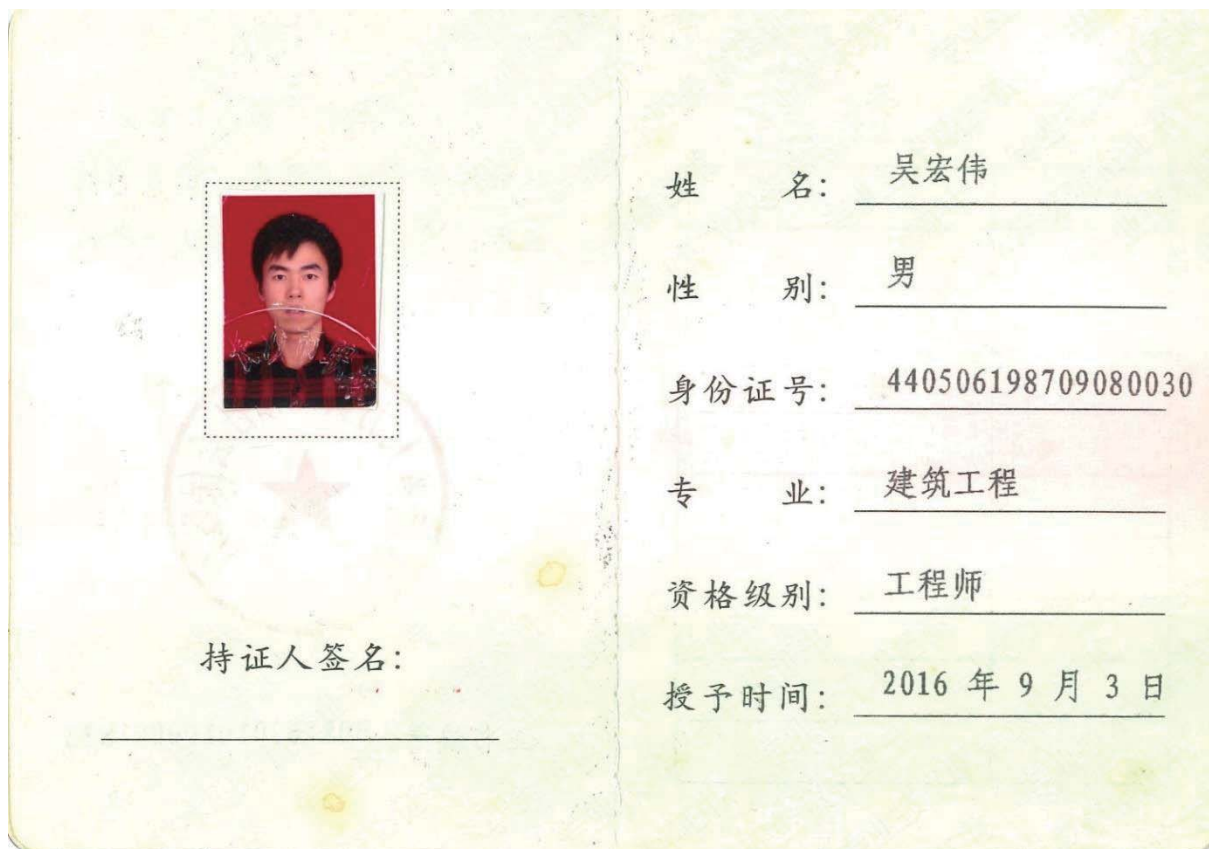 持证人签名:
姓 名: 吴宏伟
性 别: 男
身份证号: 440506198709080030
专 业: 建筑工程
资格级别: 工程师
授予时间: 2016 年 9 月 3 日